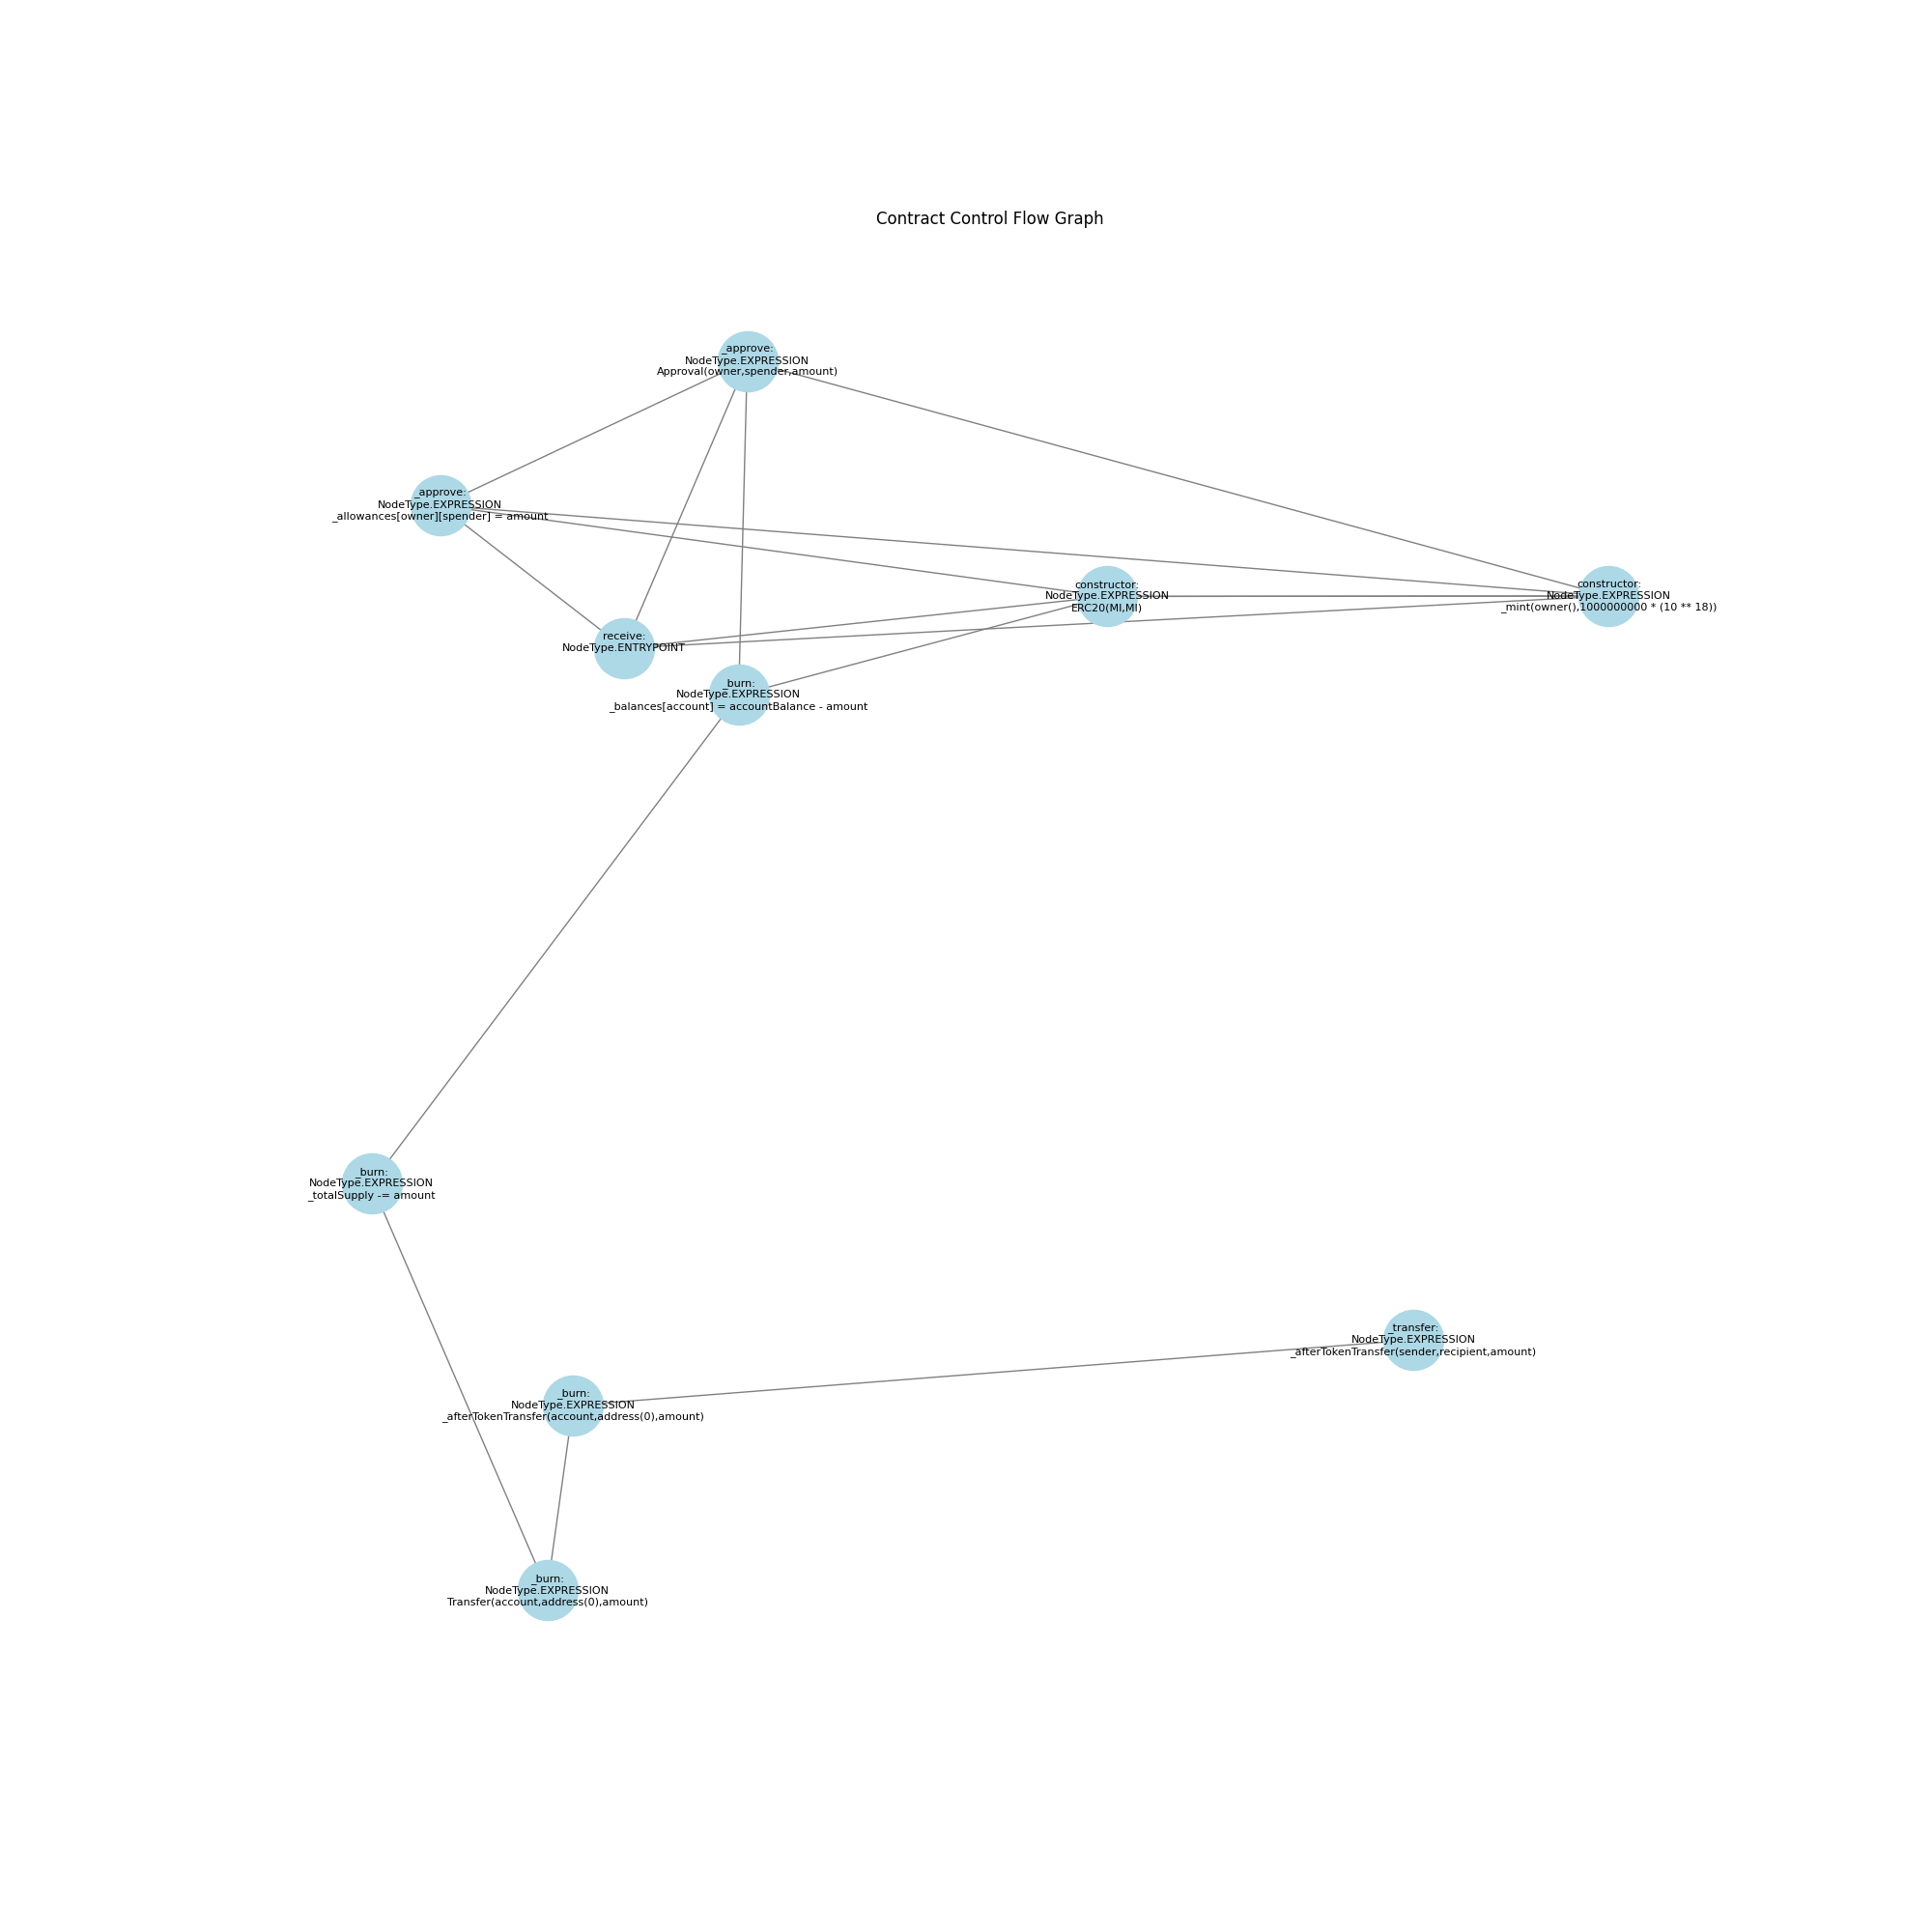 Contract Control Flow Graph
_approve:
NodeType.EXPRESSION
Approval(owner,spender,amount)
_approve:
NodeType.EXPRESSION
_allowances[owner][spender] = amount
constructor:
NodeType.EXPRESSION
ERC20(MI,MI)
constructor:
NodeType.EXPRESSION
_mint(owner(),1000000000 * (10 ** 18))
receive:
NodeType.ENTRYPOINT
_burn:
NodeType.EXPRESSION
_balances[account] = accountBalance - amount
_burn:
NodeType.EXPRESSION
_totalSupply -= amount
_transfer:
NodeType.EXPRESSION
_afterTokenTransfer(sender,recipient,amount)
_burn:
NodeType.EXPRESSION
_afterTokenTransfer(account,address(0),amount)
_burn:
NodeType.EXPRESSION
Transfer(account,address(0),amount)